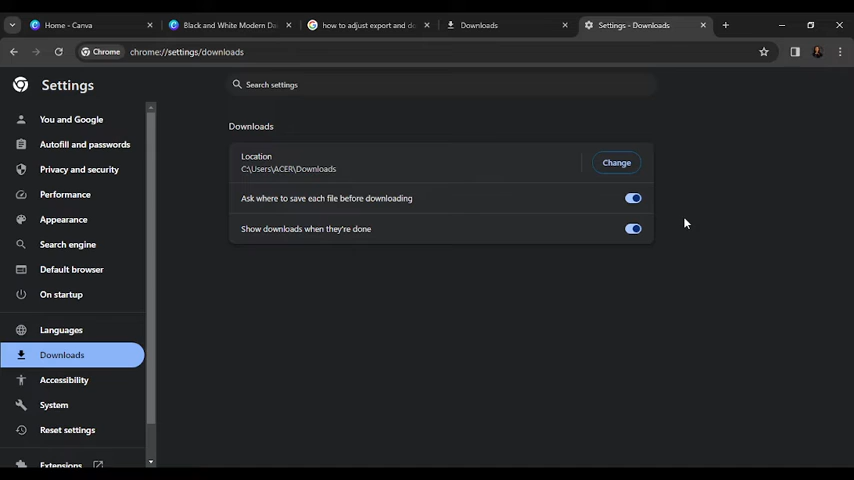 Home - Canva
Black and White Modern Da
how to adjust export and do
Downloads
Settings - Downloads
Chrome
chrome://settings/downloads
Settings
Search settings
You and Google
Autofill and passwords
Privacy and security
Performance
Appearance
Search engine
Default browser
On startup
Languages
Downloads
Accessibility
System
Reset settings
Extensions
Downloads
Location
C:\Users\ACER\Downloads
Change
Ask where to save each file before downloading
Show downloads when they're done